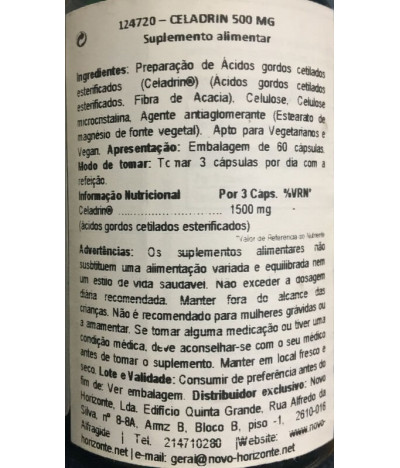 124720 – CELADRIN 500 MG
Suplemento alimentar
Ingredientes: Preparação de Ácidos gordos cetilados
esterificados (Celadrin®) (Ácidos gordos cetilados
esterificados, Fibra de Acacia), Celulose, Celulose
microcristalina, Agente antiaglomerante (Estearato de
magnésio de fonte vegetal). Apto para Vegetarianos e
Vegan. Apresentação: Embalagem de 60 cápsulas.
Modo de tomar: Tomar 3 cápsulas por dia com a
refeição.
Informação Nutricional Por 3 Caps. %VRN*
Celadrin® ........................ 1500 mg -
(ácidos gordos cetilados esterificados)
*Valor de Referência do Nutriente
Advertências: Os suplementos alimentares não
susbtituem uma alimentação variada e equilibrada nem
um estilo de vida saudavel. Não exceder a dosagem
diária recomendada. Manter fora do alcance das
crianças. Não é recomendado para mulheres grávidas ou
a amamentar. Se tomar alguma medicação ou tiver uma
condição médica, deve aconselhar-se com o seu médico
antes de tomar o suplemento. Manter em local fresco e
seco. Lote e Validade: Consumir de preferência antes do
fim de: Ver embalagem. Distribuidor exclusivo: Novo
Horizonte, Lda. Edificio Quinta Grande, Rua Alfredo da
Silva, nº 8-8A, Armz B, Bloco B, piso -1. 2610-016
Alfragide | Tel. 214710280 |Website: www.novo-
horizonte.net | e-mail: geral@novo-horizonte.net